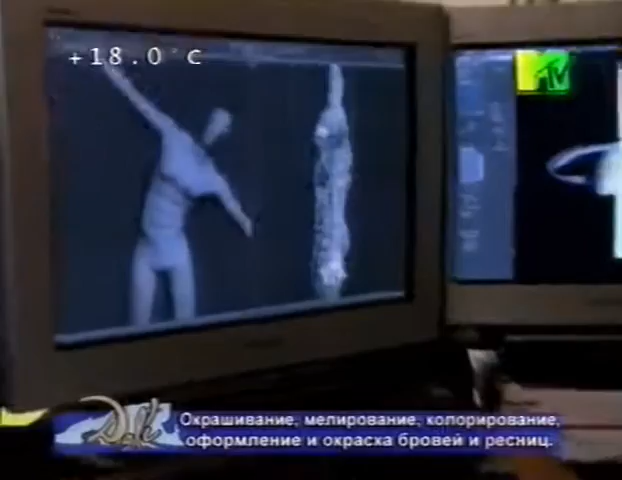 +18.0°C
MTV
Окрашивание, мелирование, колорирование,
оформление и окраска бровей и ресниц.